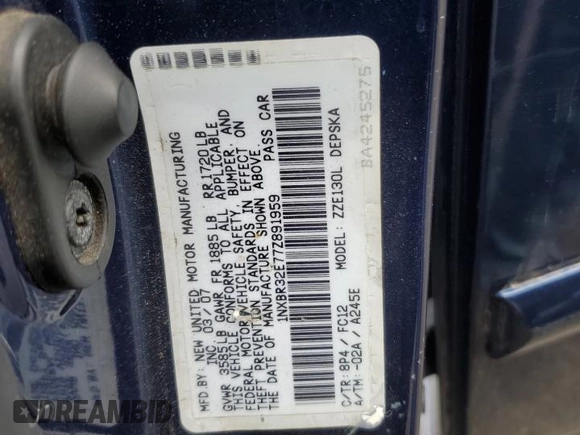 MFD.BY: NEW UNITED MOTOR MANUFACTURING
INC. 03/07
GVWR 3585LB GAWR FR 1885LB RR 1720LB
THIS VEHICLE CONFORMS TO ALL APPLICABLE
FEDERAL MOTOR VEHICLE SAFETY, BUMPER, AND
THEFT PREVENTION STANDARDS IN EFFECT ON
THE DATE OF MANUFACTURE SHOWN ABOVE.
1NXBR32E77Z891959 PASS CAR
MODEL: ZZE130L DEPSKA
C/TR: 8P4 / FC12
A/TM: -02A / A245E
BA4245275
DREAMBID